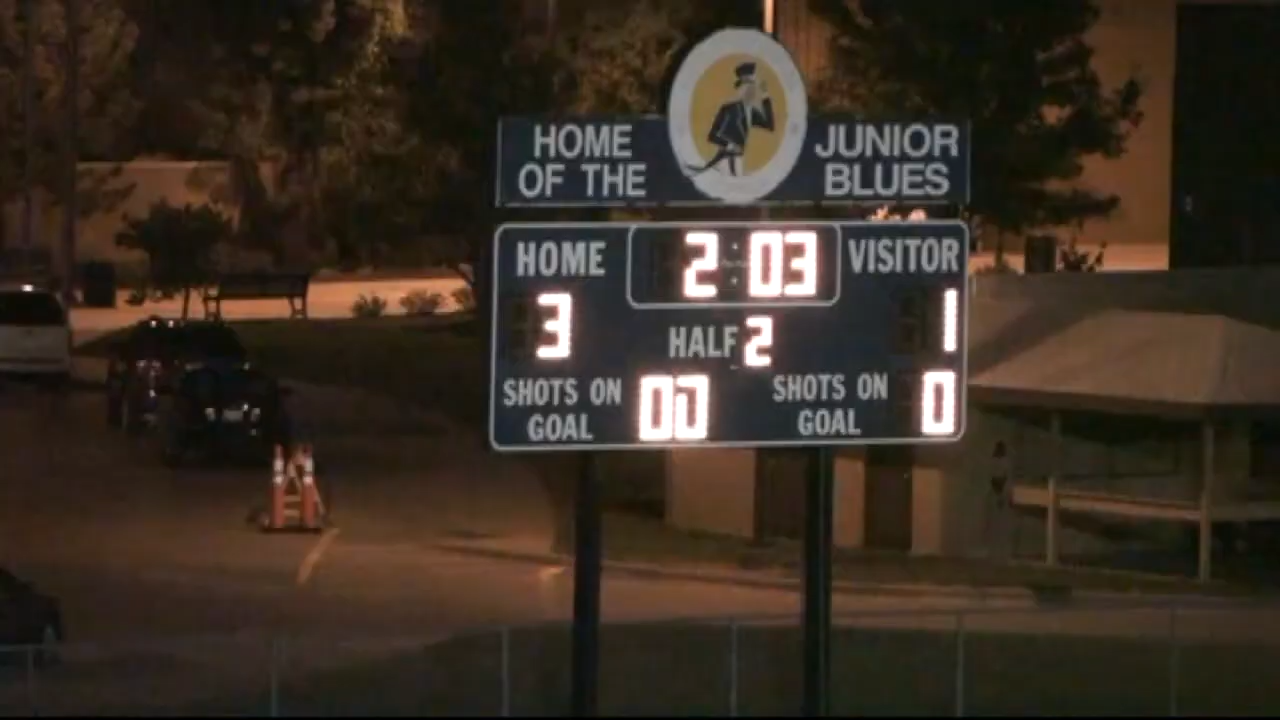 HOME
OF THE
JUNIOR
BLUES
HOME
2:03
VISITOR
3
HALF 2
1
SHOTS ON
GOAL
00
SHOTS ON
GOAL
0